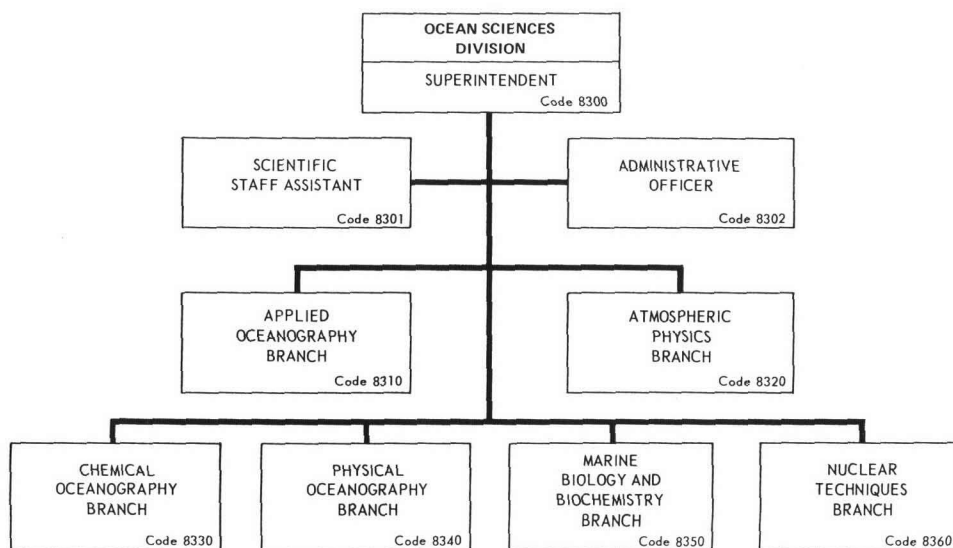 OCEAN SCIENCES
DIVISION
SUPERINTENDENT
Code 8300
SCIENTIFIC
STAFF ASSISTANT
Code 8301
ADMINISTRATIVE
OFFICER
Code 8302
APPLIED
OCEANOGRAPHY
BRANCH
Code 8310
ATMOSPHERIC
PHYSICS
BRANCH
Code 8320
CHEMICAL
OCEANOGRAPHY
BRANCH
Code 8330
PHYSICAL
OCEANOGRAPHY
BRANCH
Code 8340
MARINE
BIOLOGY AND
BIOCHEMISTRY
BRANCH
Code 8350
NUCLEAR
TECHNIQUES
BRANCH
Code 8360